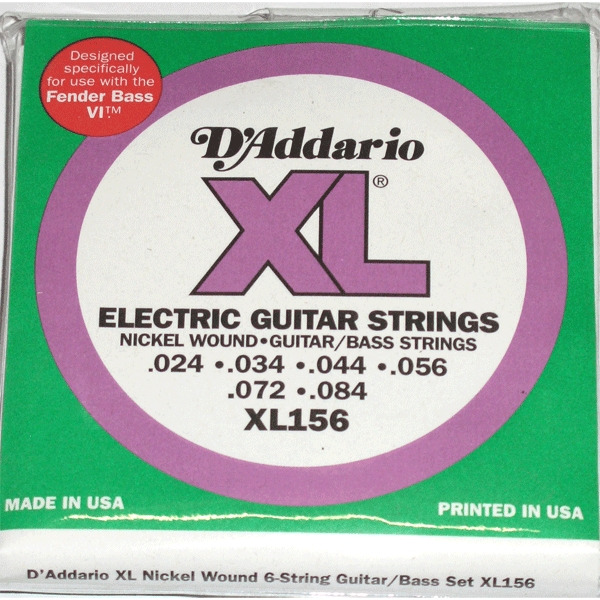 Designed
specifically
for use with the
Fender Bass
VI™
D'Addario
XL®
ELECTRIC GUITAR STRINGS
NICKEL WOUND•GUITAR/BASS STRINGS
.024 •.034 •.044 •.056
.072 •.084
XL156
MADE IN USA
PRINTED IN USA
D'Addario XL Nickel Wound 6-String Guitar/Bass Set XL156